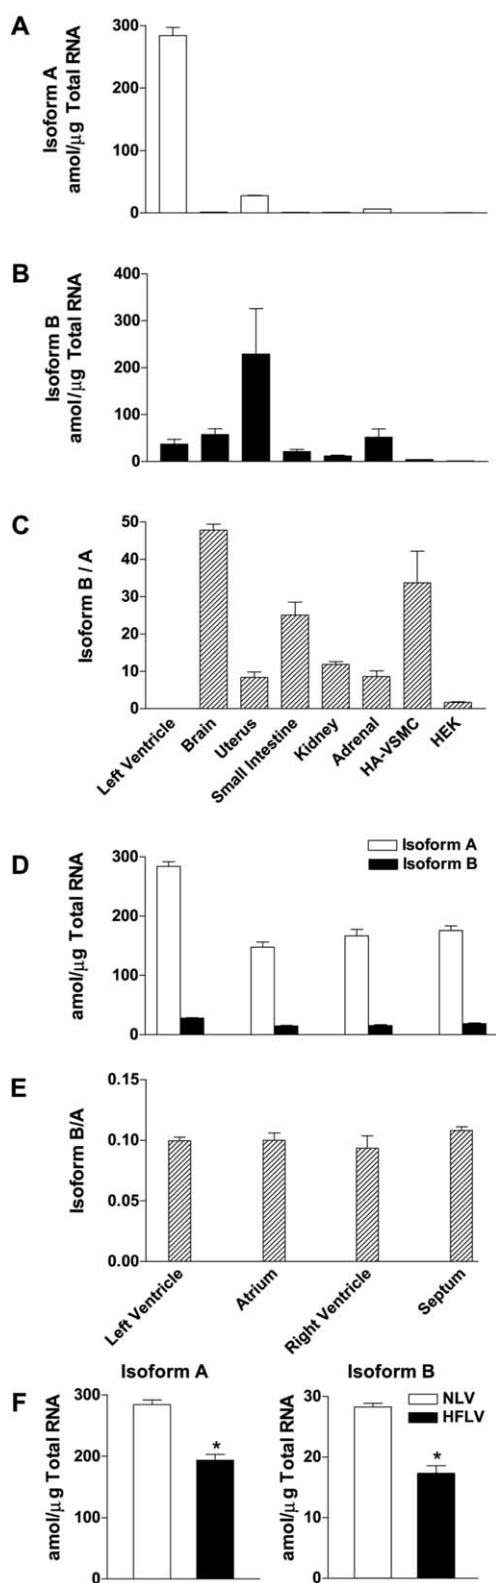 A
Isoform A
amol/μg Total RNA
300
200
100
0
B
Isoform B
amol/μg Total RNA
400
300
200
100
0
C
Isoform B / A
50
40
30
20
10
0
Left Ventricle
Brain
Uterus
Small Intestine
Kidney
Adrenal
HA-VSMC
HEK
D
amol/μg Total RNA
300
200
100
0
Isoform A
Isoform B
E
Isoform B/A
0.15
0.10
0.05
0.00
Left Ventricle
Atrium
Right Ventricle
Septum
F
Isoform A
amol/μg Total RNA
300
200
100
0
*
Isoform B
amol/μg Total RNA
30
20
10
0
NLV
HFLV
*